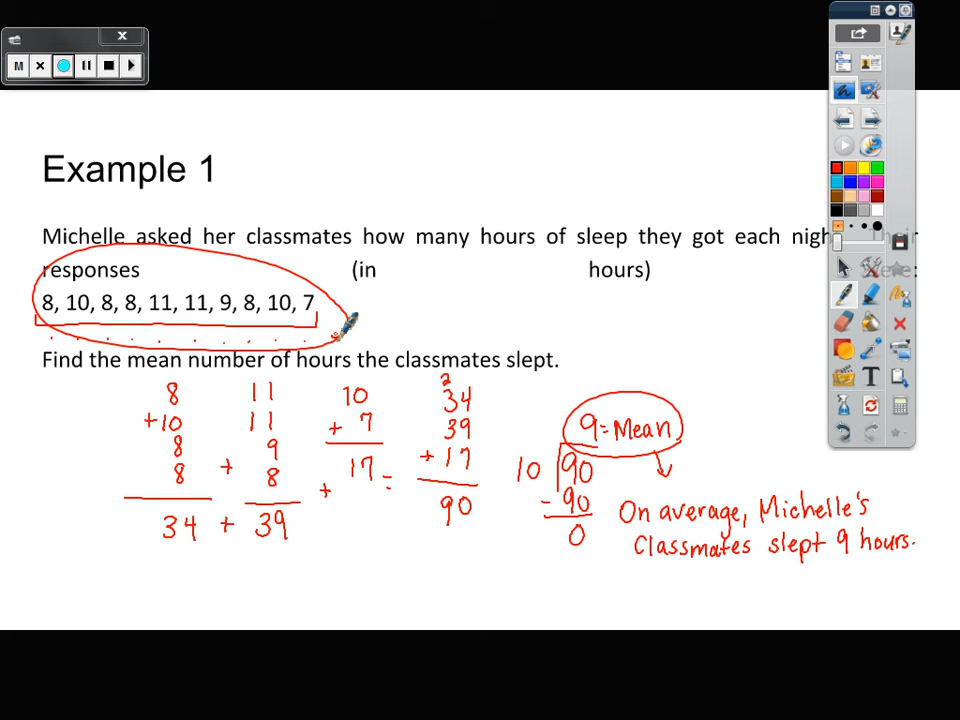 M
Example 1
Michelle asked her classmates how many hours of sleep they got each
responses (in hours)
8, 10, 8, 8, 11, 11, 9, 8, 10, 7
Find the mean number of hours the classmates slept.
8 11 10 2
+10 11 + 7 34
8 9 17 = 39
8 + 8 + + 17
34 + 39 90
9 = Mean
10 90
- 90
0
On average, Michelle's
Classmates slept 9 hours.